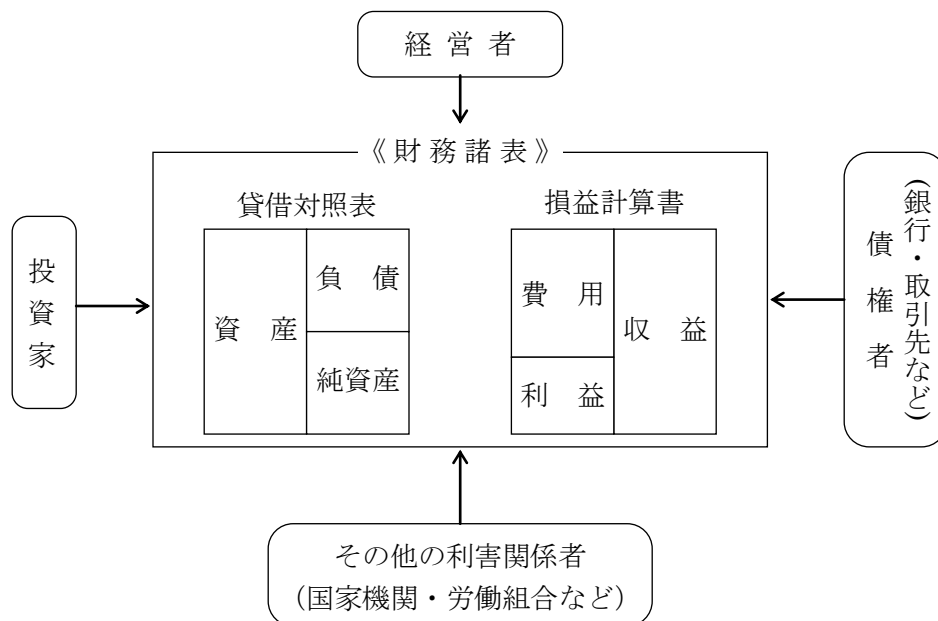 経営者
《財務諸表》
貸借対照表
損益計算書
投資家
資産
負債
純資産
費用
利益
収益
債権者
(銀行・取引先など)
その他の利害関係者
(国家機関・労働組合など)